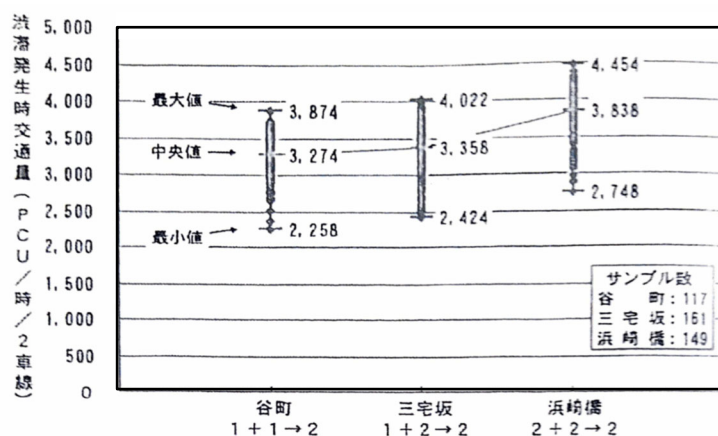 渋滞発生時交通量(PCU/時/2車線)
5,000
4,500
4,000
3,500
3,000
2,500
2,000
1,500
1,000
500
0
最大値
中央値
最小値
3,874
3,274
2,258
4,022
3,358
2,424
4,454
3,838
2,748
サンプル数
谷町:117
三宅坂:161
浜崎橋:149
谷町
1+1→2
三宅坂
1+2→2
浜崎橋
2+2→2